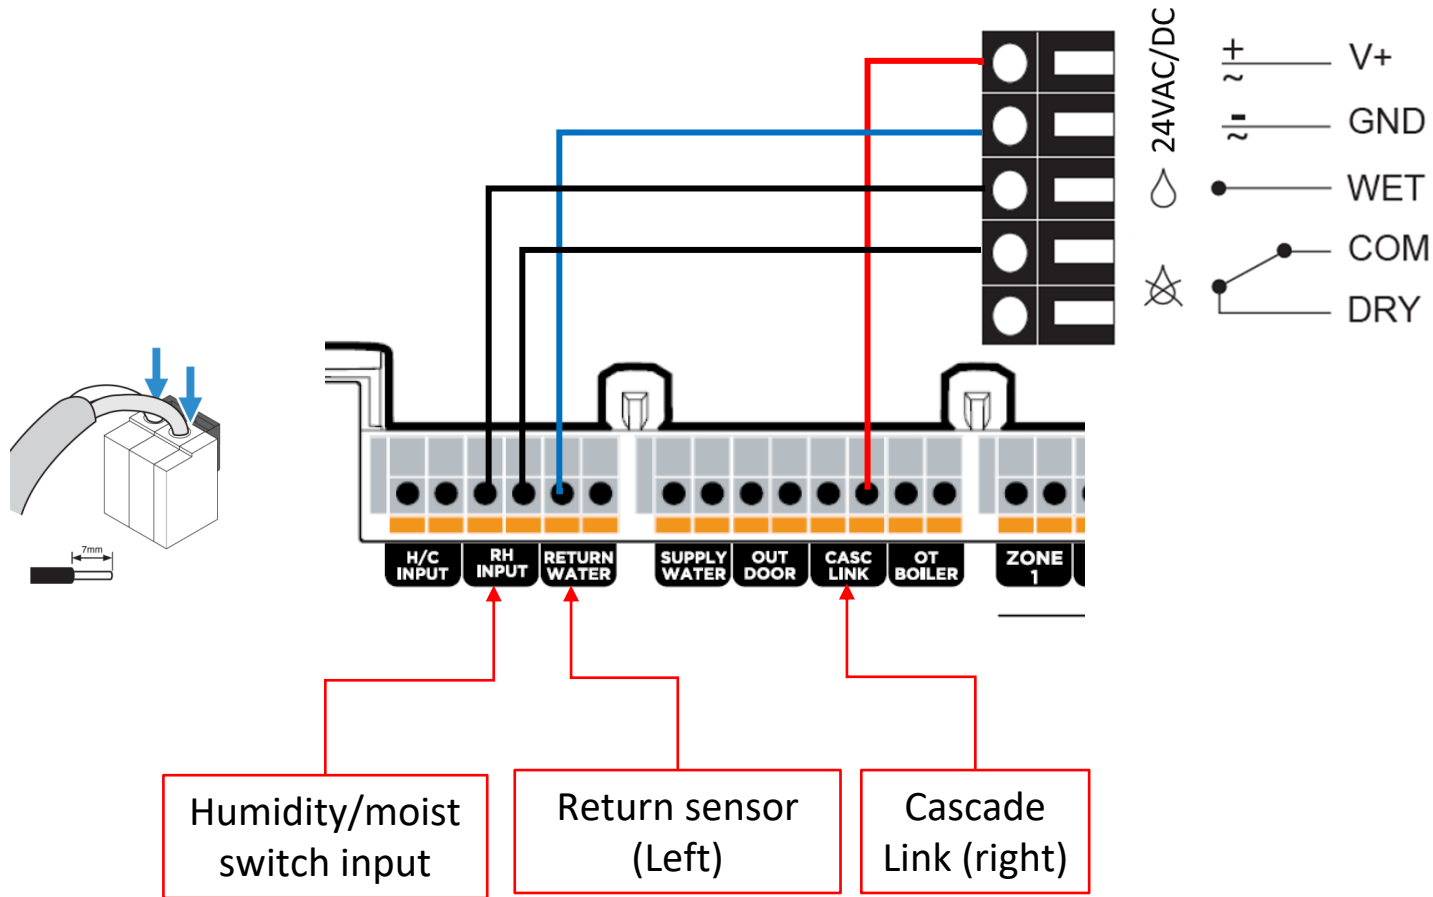 24VAC/DC
+
~
V+
-
~
GND
WET
COM
DRY
7mm
H/C
INPUT
RH
INPUT
RETURN
WATER
SUPPLY
WATER
OUT
DOOR
CASC
LINK
OT
BOILER
ZONE
1
Humidity/moist
switch input
Return sensor
(Left)
Cascade
Link (right)